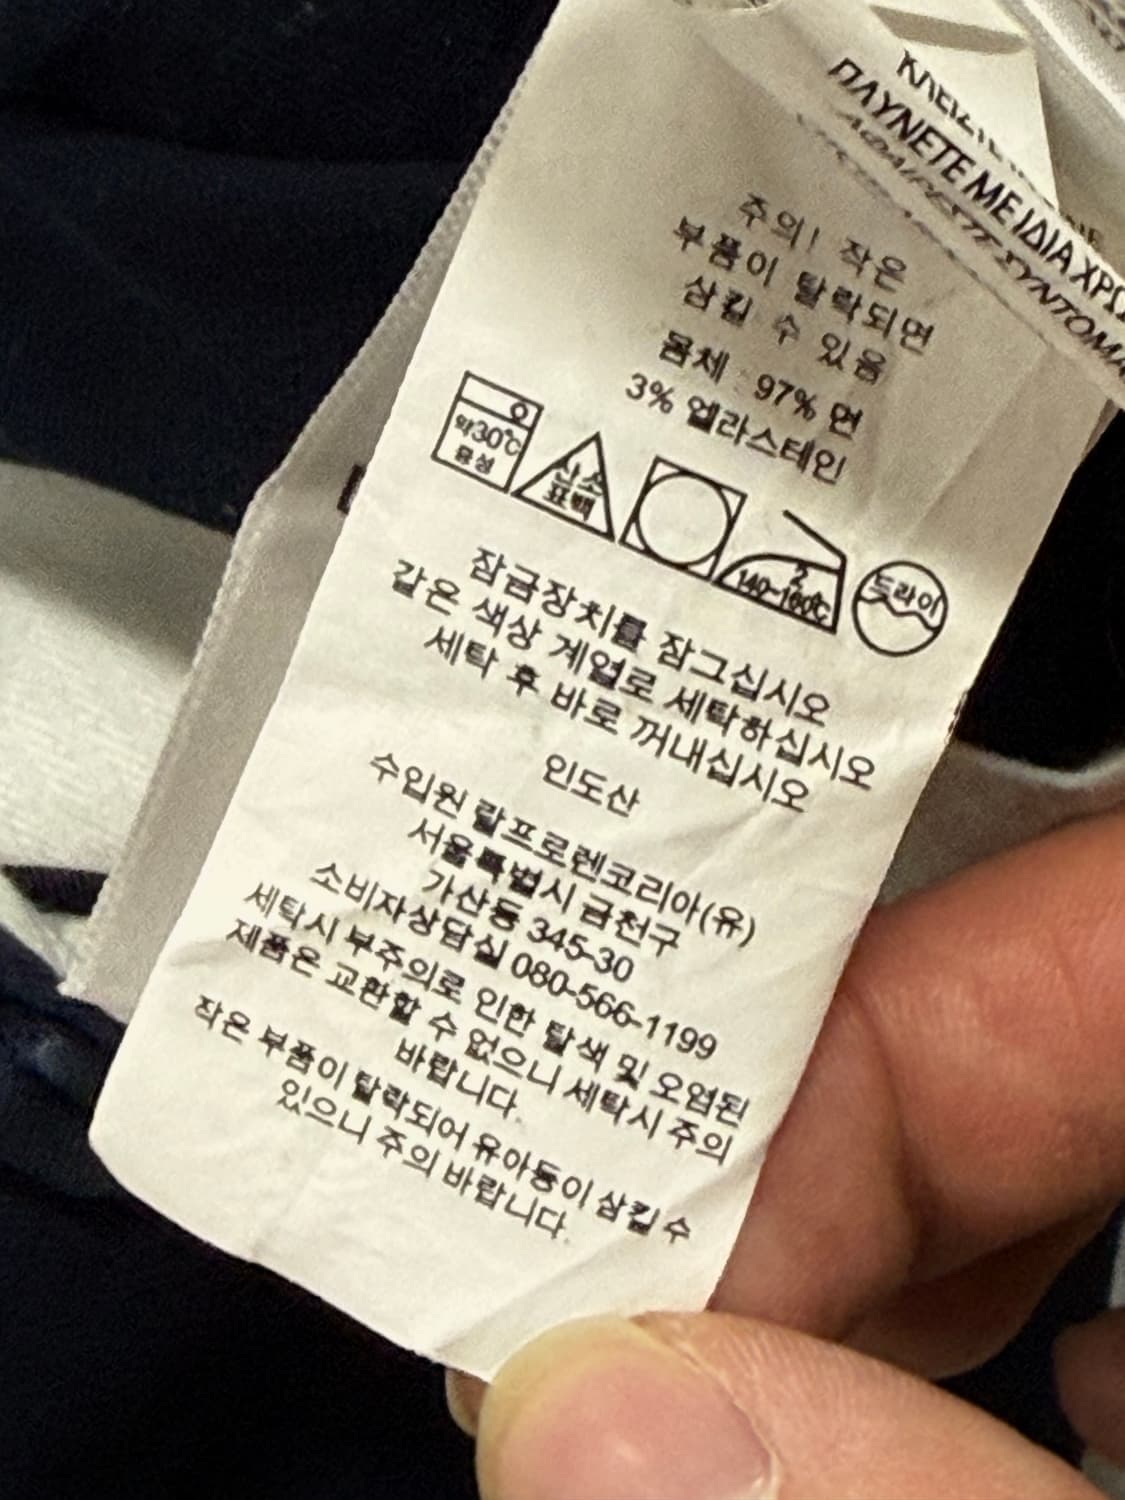 ΠΛΥΝΕΤΕ ΜΕ ΙΔΙΑ ΧΡΩ
주의! 작은
부품이 탈락되면
삼킬 수 있음
몸체 97% 면
3% 엘라스테인
약30℃
중성
산소
표백
2
140~160℃
드라이
잠금장치를 잠그십시오
같은 색상 계열로 세탁하십시오
세탁 후 바로 꺼내십시오
인도산
수입원 랄프로렌코리아(유)
서울특별시 금천구
가산동 345-30
소비자상담실 080-566-1199
세탁시 부주의로 인한 탈색 및 오염된
제품은 교환할 수 없으니 세탁시 주의
바랍니다.
작은 부품이 탈락되어 유아동이 삼킬 수
있으니 주의 바랍니다.